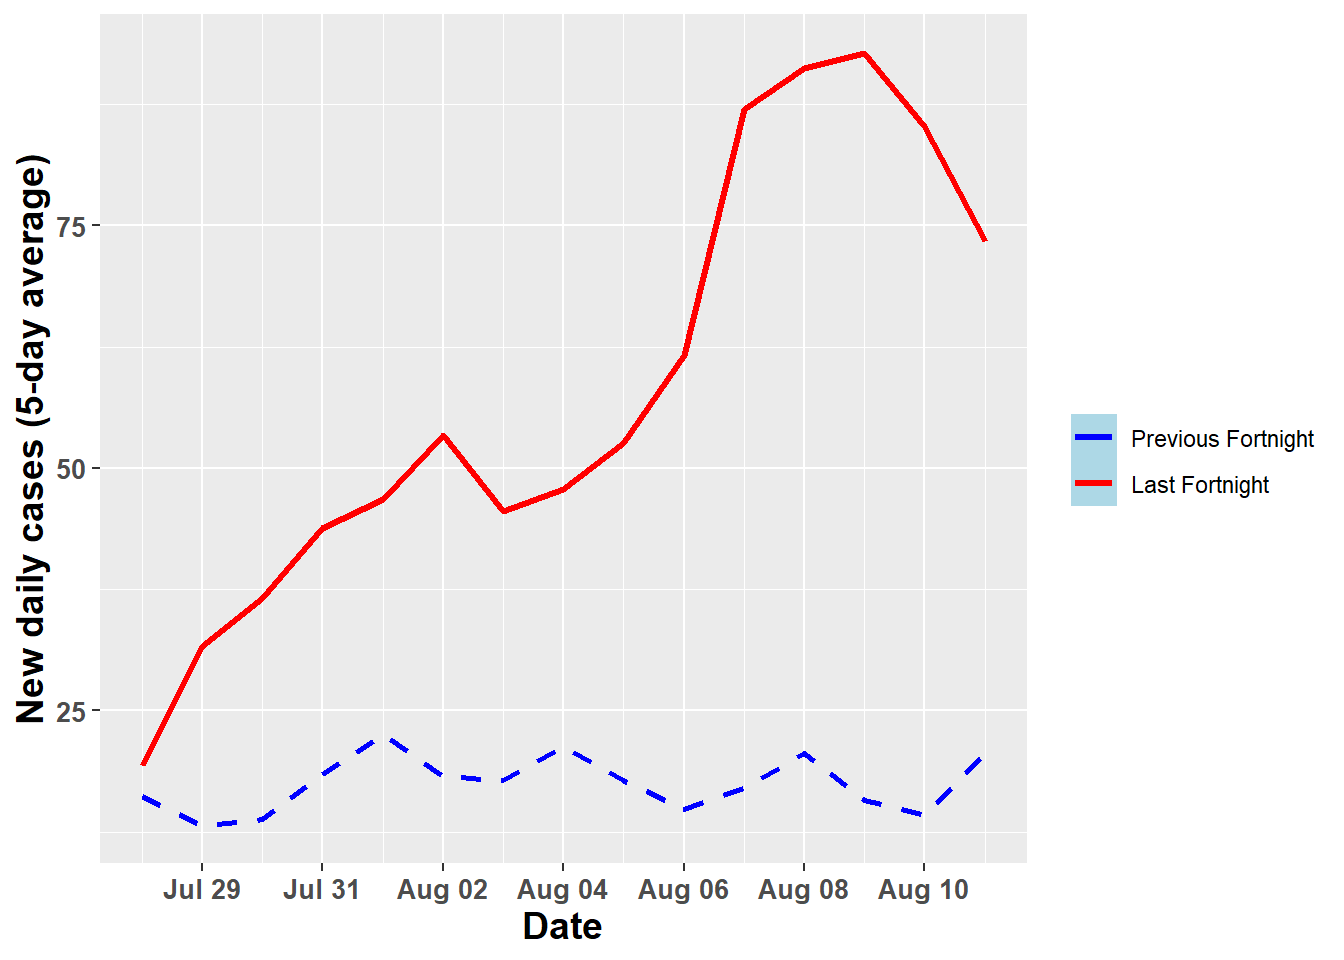 New daily cases (5-day average)
75
50
25
Jul 29
Jul 31
Aug 02
Aug 04
Aug 06
Aug 08
Aug 10
Date
Previous Fortnight
Last Fortnight